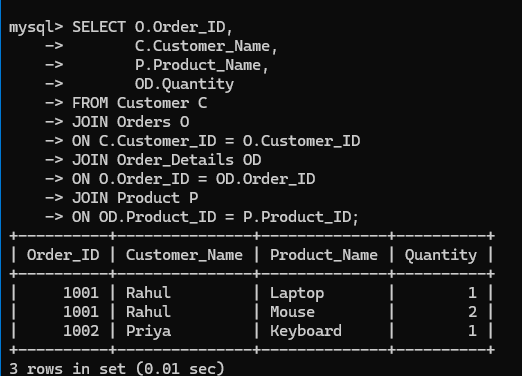 mysql> SELECT O.Order_ID,
    ->        C.Customer_Name,
    ->        P.Product_Name,
    ->        OD.Quantity
    -> FROM Customer C
    -> JOIN Orders O
    -> ON C.Customer_ID = O.Customer_ID
    -> JOIN Order_Details OD
    -> ON O.Order_ID = OD.Order_ID
    -> JOIN Product P
    -> ON OD.Product_ID = P.Product_ID;
+----------+---------------+--------------+----------+
| Order_ID | Customer_Name | Product_Name | Quantity |
+----------+---------------+--------------+----------+
|     1001 | Rahul         | Laptop       |        1 |
|     1001 | Rahul         | Mouse        |        2 |
|     1002 | Priya         | Keyboard     |        1 |
+----------+---------------+--------------+----------+
3 rows in set (0.01 sec)